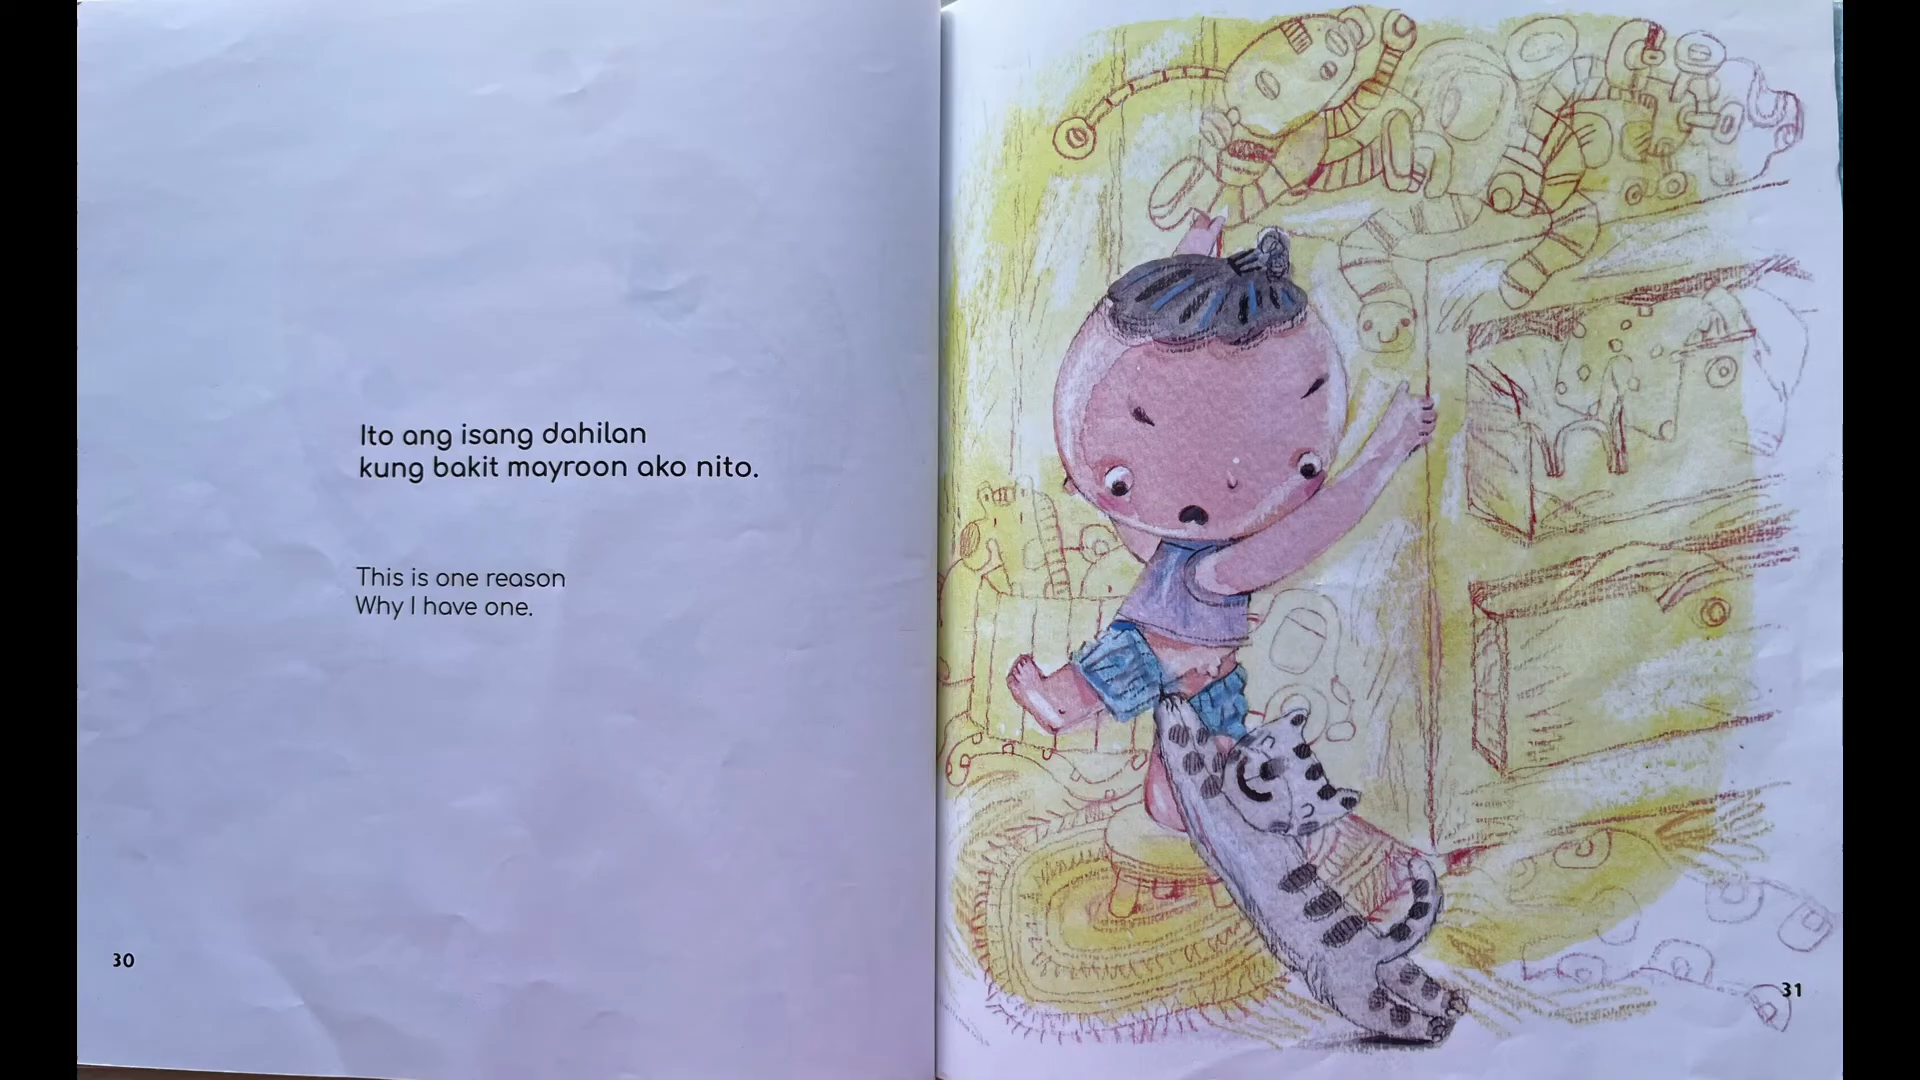 Ito ang isang dahilan
kung bakit mayroon ako nito.
This is one reason
Why I have one.
30
31